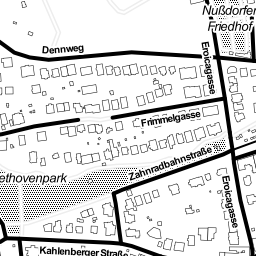 Nußdorfer
Friedhof
Dennweg
Eroicagasse
Frimmelgasse
Zahnradbahnstraße
ethovenpark
Eroicagasse
Kahlenberger Straße